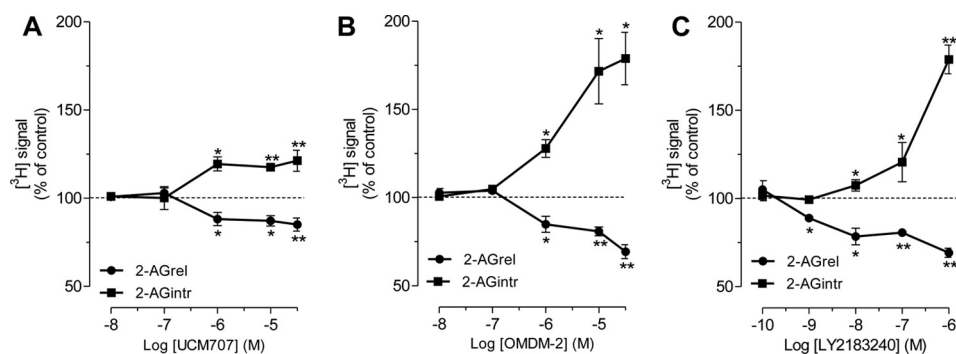 A
[³H] signal
(% of control)
200
150
100
50
*
**
**
*
*
**
2-AGrel
2-AGintr
-8
-7
-6
-5
-4
Log [UCM707] (M)
B
[³H] signal
(% of control)
200
150
100
50
*
*
*
*
**
**
2-AGrel
2-AGintr
-8
-7
-6
-5
-4
Log [OMDM-2] (M)
C
[³H] signal
(% of control)
200
150
100
50
*
*
**
*
*
**
**
2-AGrel
2-AGintr
-10
-9
-8
-7
-6
Log [LY2183240] (M)